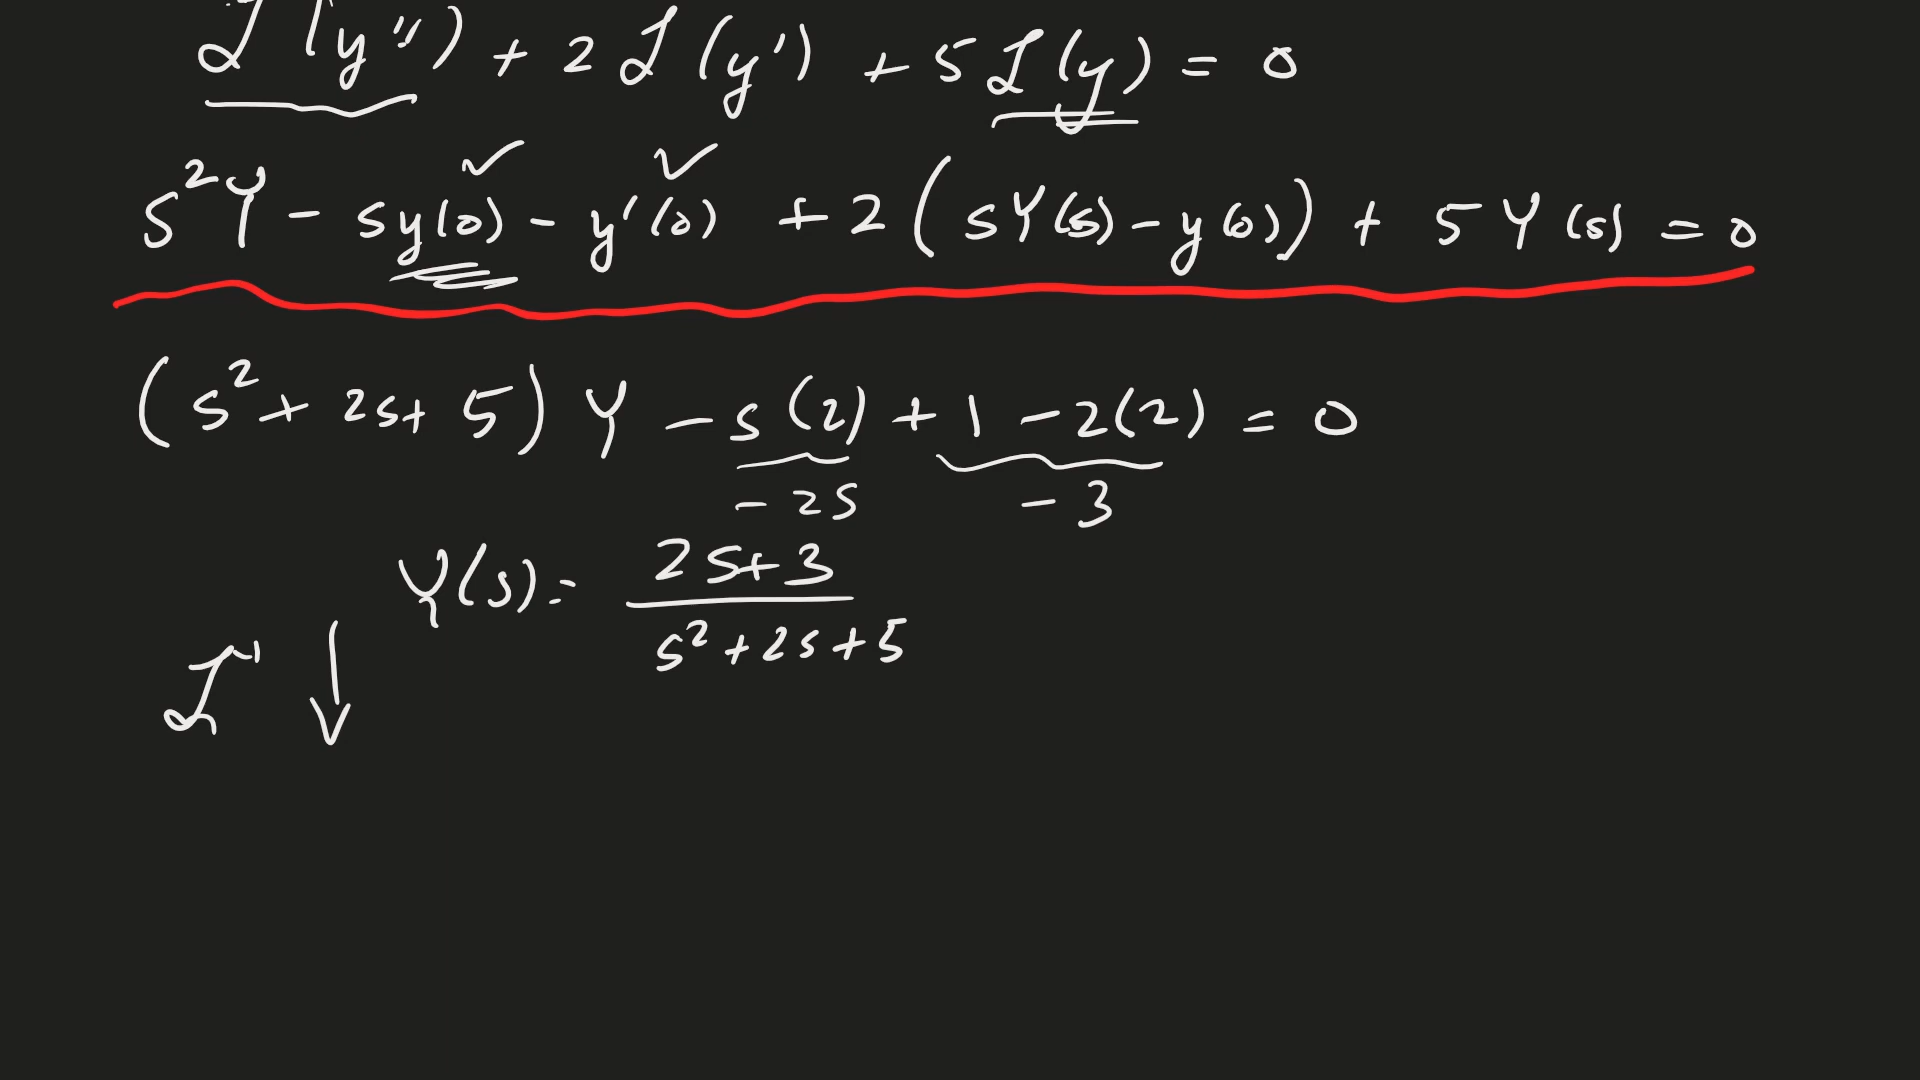 ℒ(y'') + 2ℒ(y') + 5ℒ(y) = 0
s²Y - sy(0) - y'(0) + 2(sY(s) - y(0)) + 5Y(s) = 0
(s² + 2s + 5)Y - s(2) + 1 - 2(2) = 0
-2s -3
Y(s) = (2s+3)/(s²+2s+5)
ℒ⁻¹ ↓